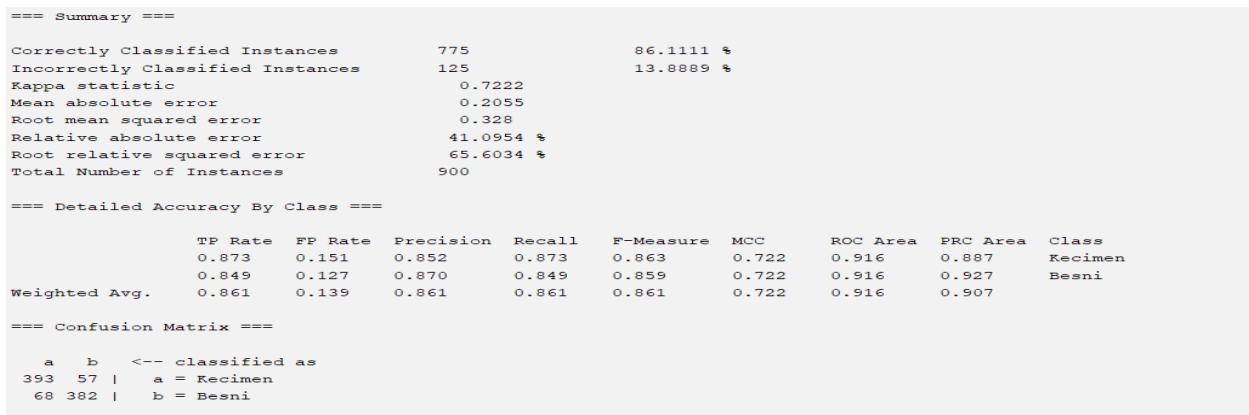 === Summary ===
Correctly Classified Instances 775 86.1111 %
Incorrectly Classified Instances 125 13.8889 %
Kappa statistic 0.7222
Mean absolute error 0.2055
Root mean squared error 0.328
Relative absolute error 41.0954 %
Root relative squared error 65.6034 %
Total Number of Instances 900
=== Detailed Accuracy By Class ===
TP Rate FP Rate Precision Recall F-Measure MCC ROC Area PRC Area Class
0.873 0.151 0.852 0.873 0.863 0.722 0.916 0.887 Kecimen
0.849 0.127 0.870 0.849 0.859 0.722 0.916 0.927 Besni
Weighted Avg. 0.861 0.139 0.861 0.861 0.861 0.722 0.916 0.907
=== Confusion Matrix ===
a b <-- classified as
393 57 | a = Kecimen
68 382 | b = Besni